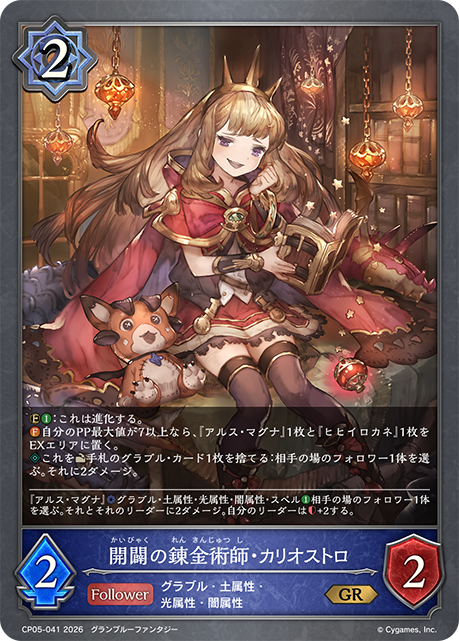 2
E 1:これは進化する。
F 自分のPP最大値が7以上なら、『アルス・マグナ』1枚と『ヒヒイロカネ』1枚を
EXエリアに置く。
これを 手札のグラブル・カード1枚を捨てる:相手の場のフォロワー1体を選
ぶ。それに2ダメージ。
『アルス・マグナ』 グラブル・土属性・光属性・闇属性・スペル 1 相手の場のフォロワー1体
を選ぶ。それとそれのリーダーに2ダメージ。自分のリーダーは +2する。
かいびゃく れん きんじゅつ し
開闢の錬金術師・カリオストロ
2
Follower
グラブル・土属性・
光属性・闇属性
GR
2
CP05-041 2026 グランブルーファンタジー
© Cygames, Inc.